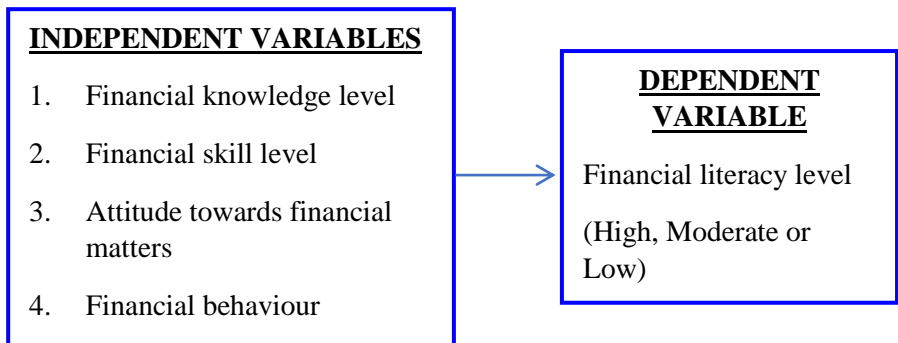 INDEPENDENT VARIABLES
1. Financial knowledge level
2. Financial skill level
3. Attitude towards financial
matters
4. Financial behaviour
DEPENDENT
VARIABLE
Financial literacy level
(High, Moderate or
Low)